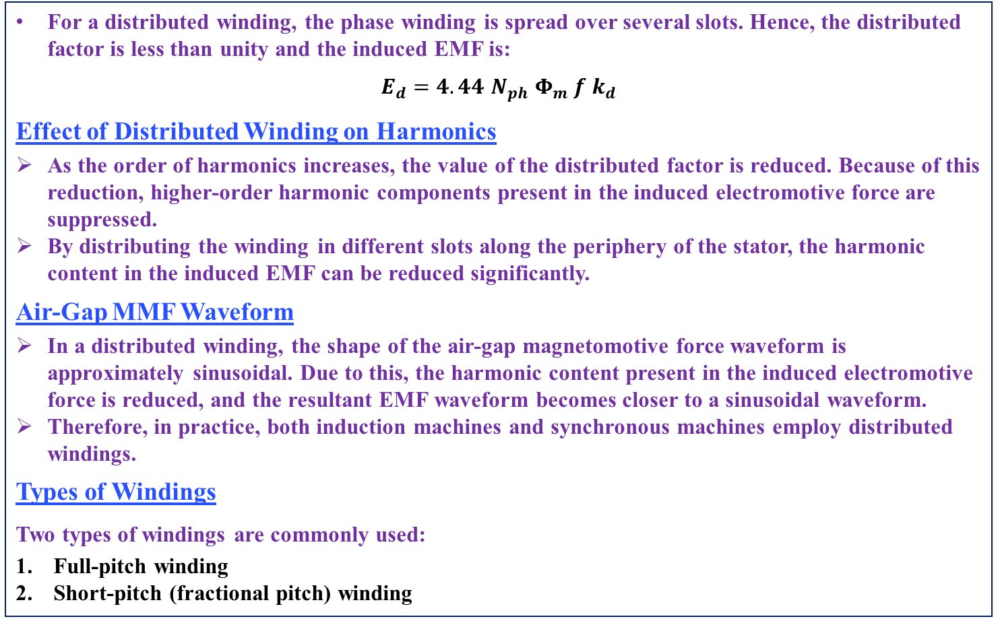 • For a distributed winding, the phase winding is spread over several slots. Hence, the distributed
factor is less than unity and the induced EMF is:
E_d = 4.44 N_ph Φ_m f k_d
Effect of Distributed Winding on Harmonics
➢ As the order of harmonics increases, the value of the distributed factor is reduced. Because of this
reduction, higher-order harmonic components present in the induced electromotive force are
suppressed.
➢ By distributing the winding in different slots along the periphery of the stator, the harmonic
content in the induced EMF can be reduced significantly.
Air-Gap MMF Waveform
➢ In a distributed winding, the shape of the air-gap magnetomotive force waveform is
approximately sinusoidal. Due to this, the harmonic content present in the induced electromotive
force is reduced, and the resultant EMF waveform becomes closer to a sinusoidal waveform.
➢ Therefore, in practice, both induction machines and synchronous machines employ distributed
windings.
Types of Windings
Two types of windings are commonly used:
1. Full-pitch winding
2. Short-pitch (fractional pitch) winding